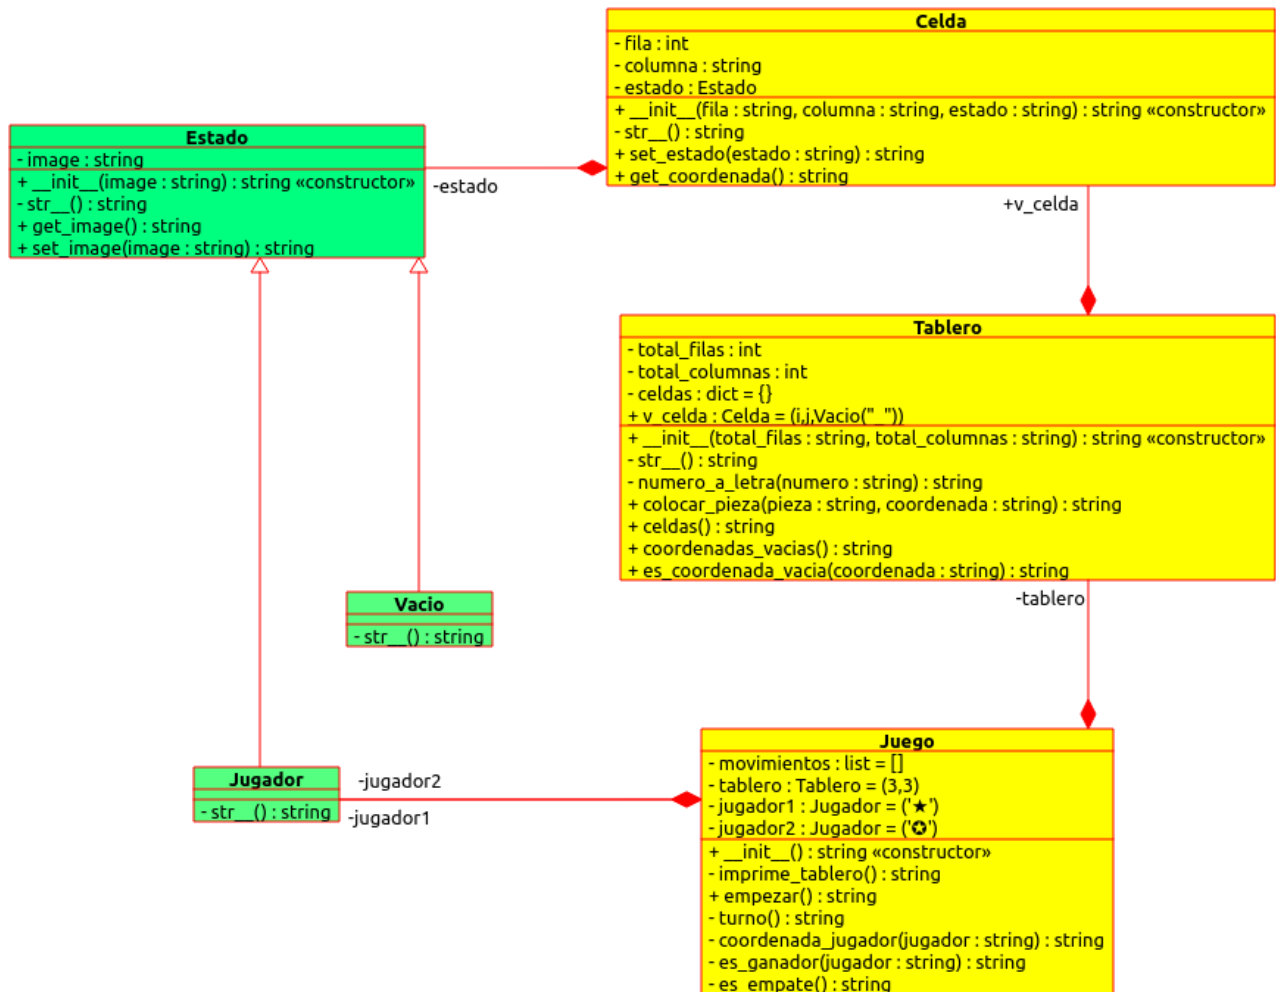 Celda
- fila : int
- columna : string
- estado : Estado
+ __init__(fila : string, columna : string, estado : string) : string «constructor»
- str__() : string
+ set_estado(estado : string) : string
+ get_coordenada() : string
Estado
- image : string
+ __init__(image : string) : string «constructor»
- str__() : string
+ get_image() : string
+ set_image(image : string) : string
-estado
+v_celda
Tablero
- total_filas : int
- total_columnas : int
- celdas : dict = {}
+ v_celda : Celda = (i,j,Vacio("_"))
+ __init__(total_filas : string, total_columnas : string) : string «constructor»
- str__() : string
- numero_a_letra(numero : string) : string
+ colocar_pieza(pieza : string, coordenada : string) : string
+ celdas() : string
+ coordenadas_vacias() : string
+ es_coordenada_vacia(coordenada : string) : string
-tablero
Vacio
- str__() : string
Jugador
- str__() : string
-jugador2
-jugador1
Juego
- movimientos : list = []
- tablero : Tablero = (3,3)
- jugador1 : Jugador = ('★')
- jugador2 : Jugador = ('✪')
+ __init__() : string «constructor»
- imprime_tablero() : string
+ empezar() : string
- turno() : string
- coordenada_jugador(jugador : string) : string
- es_ganador(jugador : string) : string
- es_empate() : string